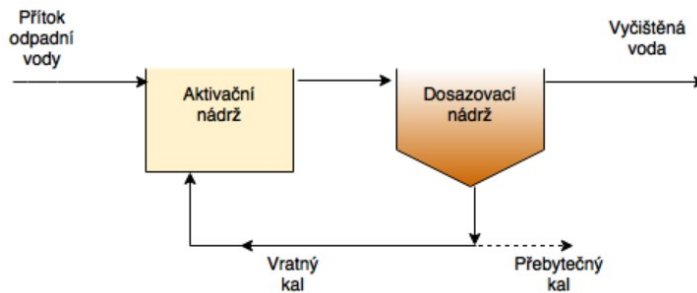 Přítok
odpadní
vody
Vyčištěná
voda
Aktivační
nádrž
Dosazovací
nádrž
Vratný
kal
Přebytečný
kal